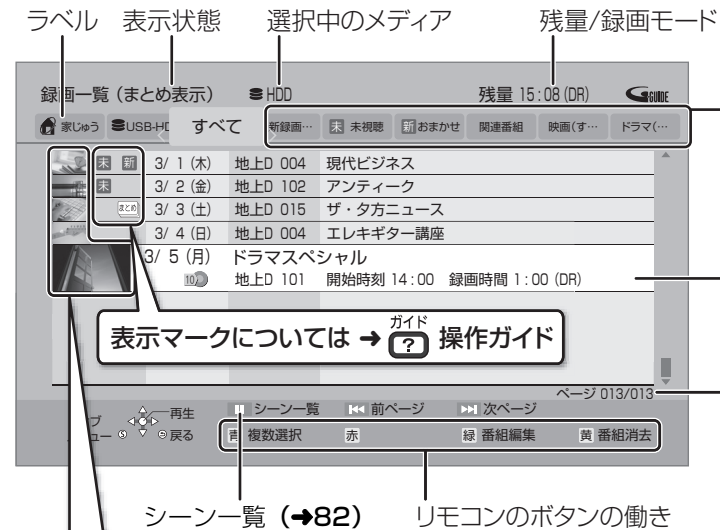 ラベル 表示状態 選択中のメディア 残量/録画モード
録画一覧 (まとめ表示) HDD 残量 15:08 (DR) G GUIDE
家じゅう USB-H すべて 新録画… 未 未視聴 新 おまかせ 関連番組 映画(す… ドラマ(…
未 新 3/ 1 (木) 地上D 004 現代ビジネス
未 3/ 2 (金) 地上D 102 アンティーク
まとめ 3/ 3 (土) 地上D 015 ザ・夕方ニュース
3/ 4 (日) 地上D 004 エレキギター講座
3/ 5 (月) ドラマスペシャル
10 地上D 101 開始時刻 14:00 録画時間 1:00 (DR)
表示マークについては → ガイド ? 操作ガイド
ページ 013/013
再生 シーン一覧 前ページ 次ページ
S 戻る 青 複数選択 赤 緑 番組編集 黄 番組消去
シーン一覧 (→82) リモコンのボタンの働き